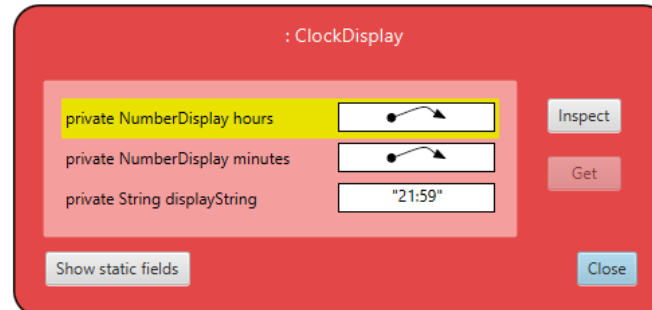 : ClockDisplay
private NumberDisplay hours
Inspect
private NumberDisplay minutes
Get
private String displayString "21:59"
Show static fields
Close